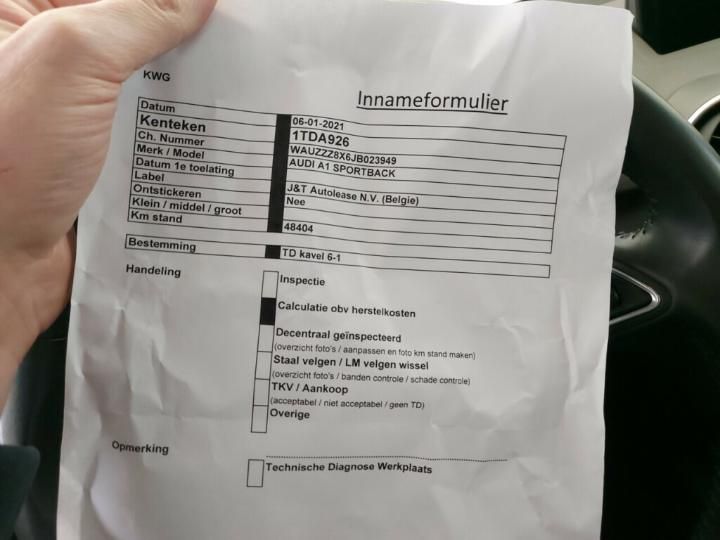 KWG
Innameformulier
Datum 06-01-2021
Kenteken 1TDA926
Ch. Nummer WAUZZZ8X6JB023949
Merk / Model AUDI A1 SPORTBACK
Datum 1e toelating
Label J&T Autolease N.V. (Belgie)
Ontstickeren Nee
Klein / middel / groot
Km stand 48404
Bestemming TD kavel 6-1
Handeling
Inspectie
Calculatie obv herstelkosten
Decentraal geïnspecteerd
(overzicht foto's / aanpassen en foto km stand maken)
Staal velgen / LM velgen wissel
(overzicht foto's / banden controle / schade controle)
TKV / Aankoop
(acceptabel / niet acceptabel / geen TD)
Overige
Opmerking
Technische Diagnose Werkplaats